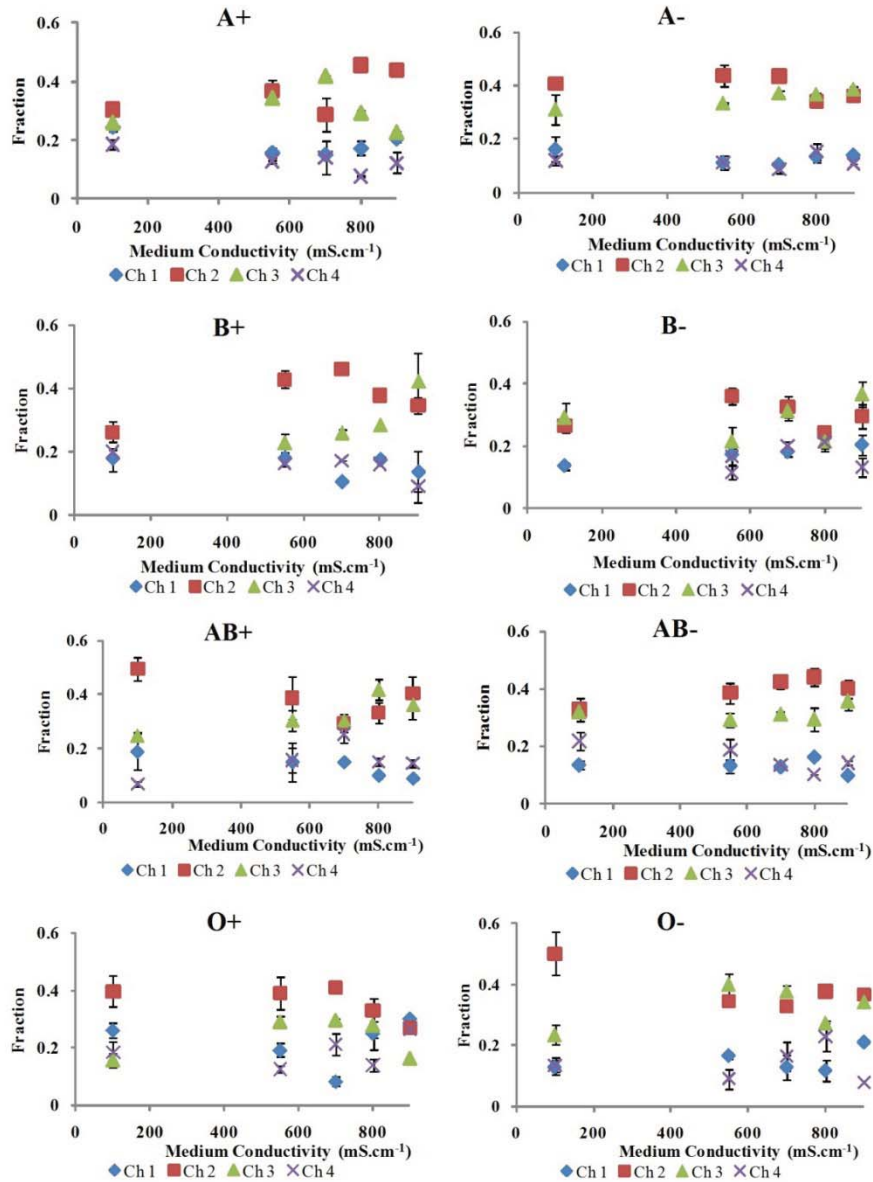 A+
0.6
0.4
0.2
0
Fraction
0 200 400 600 800
Medium Conductivity (mS.cm-1)
Ch 1 Ch 2 Ch 3 Ch 4
A-
0.6
0.4
0.2
0
Fraction
0 200 400 600 800
Medium Conductivity (mS.cm-1)
Ch 1 Ch 2 Ch 3 Ch 4
B+
0.6
0.4
0.2
0
Fraction
0 200 400 600 800
Medium Conductivity (mS.cm-1)
Ch 1 Ch 2 Ch 3 Ch 4
B-
0.6
0.4
0.2
0
Fraction
0 200 400 600 800
Medium Conductivity (mS.cm-1)
Ch 1 Ch 2 Ch 3 Ch 4
AB+
0.6
0.4
0.2
0
Fraction
0 200 400 600 800
Medium Conductivity (mS.cm-1)
Ch 1 Ch 2 Ch 3 Ch 4
AB-
0.6
0.4
0.2
0
Fraction
0 200 400 600 800
Medium Conductivity (mS.cm-1)
Ch 1 Ch 2 Ch 3 Ch 4
O+
0.6
0.4
0.2
0
Fraction
0 200 400 600 800
Medium Conductivity (mS.cm-1)
Ch 1 Ch 2 Ch 3 Ch 4
O-
0.6
0.4
0.2
0
Fraction
0 200 400 600 800
Medium Conductivity (mS.cm-1)
Ch 1 Ch 2 Ch 3 Ch 4